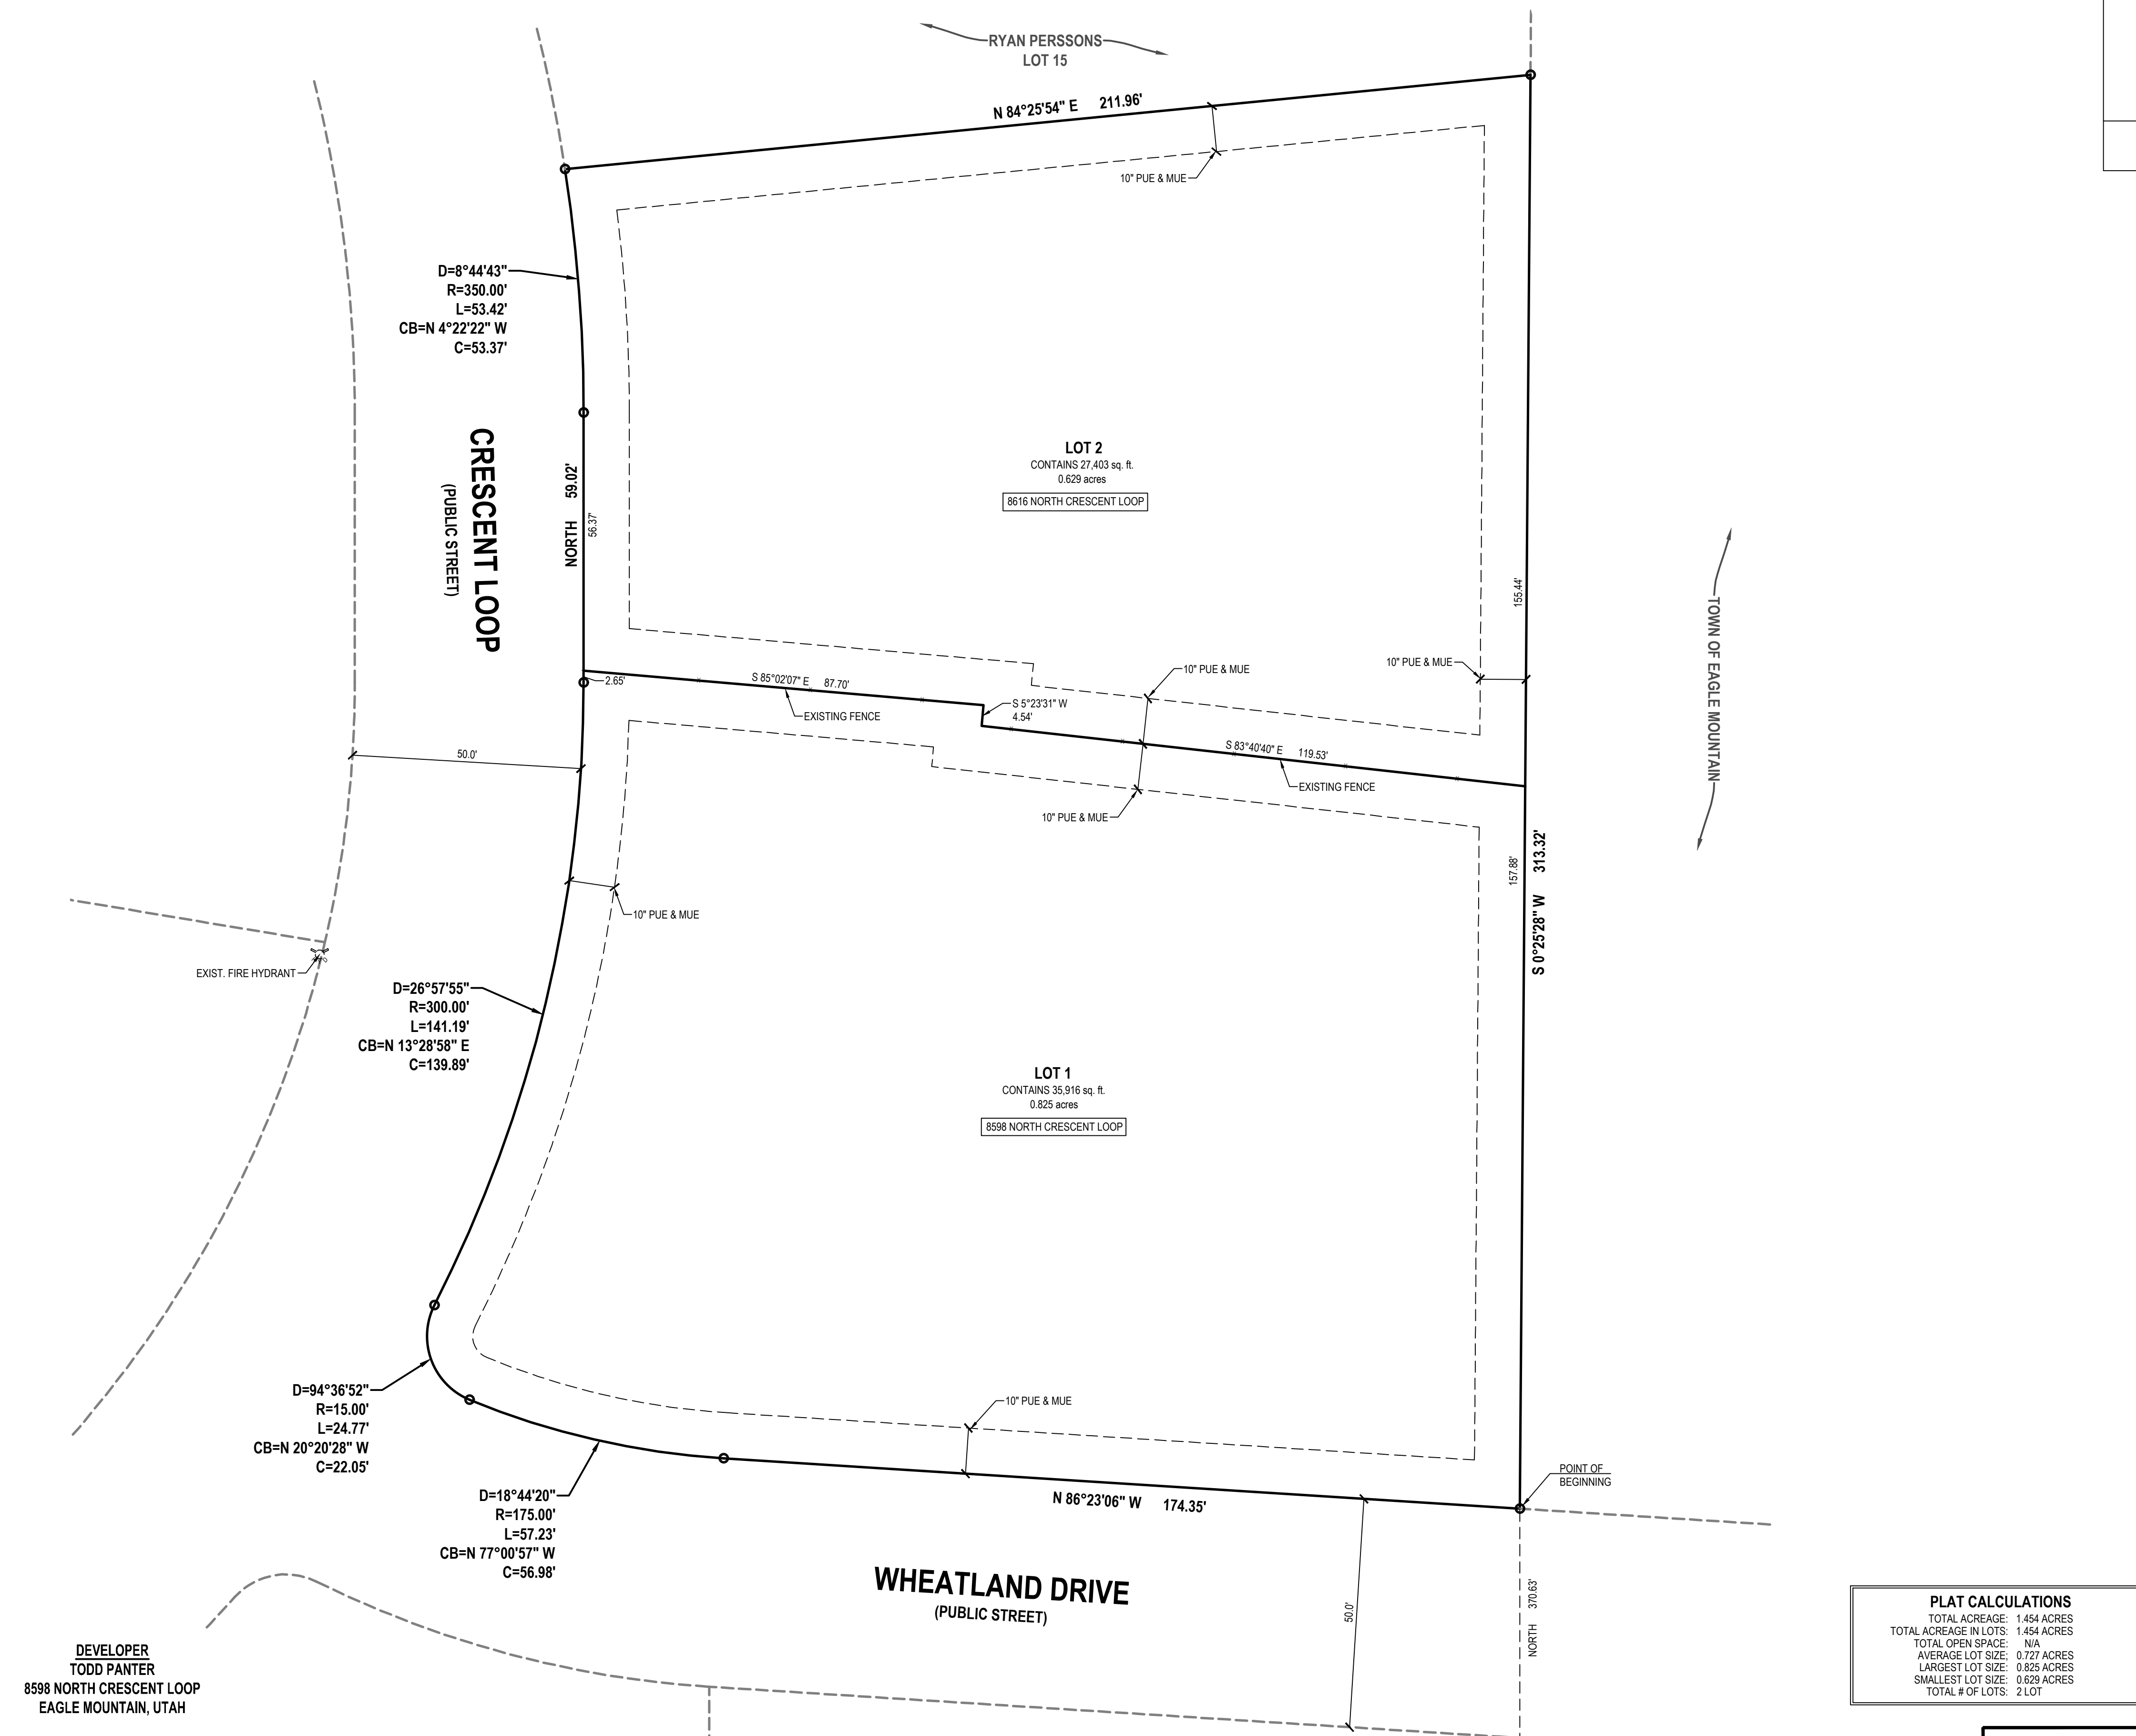 RYAN PERSSONS
LOT 15
N 84°25'54" E 211.96'
10" PUE & MUE
D=8°44'43"
R=350.00'
L=53.42'
CB=N 4°22'22" W
C=53.37'
CRESCENT LOOP
(PUBLIC STREET)
NORTH 59.02'
56.37'
LOT 2
CONTAINS 27,403 sq. ft.
0.629 acres
8616 NORTH CRESCENT LOOP
155.44'
TOWN OF EAGLE MOUNTAIN
2.65'
S 85°02'07" E 87.70'
EXISTING FENCE
S 5°23'31" W
4.54'
10" PUE & MUE
10" PUE & MUE
S 83°40'40" E 119.53'
EXISTING FENCE
10" PUE & MUE
50.0'
157.88'
S 0°25'28" W 313.32'
10" PUE & MUE
EXIST. FIRE HYDRANT
D=26°57'55"
R=300.00'
L=141.19'
CB=N 13°28'58" E
C=139.89'
LOT 1
CONTAINS 35,916 sq. ft.
0.825 acres
8598 NORTH CRESCENT LOOP
D=94°36'52"
R=15.00'
L=24.77'
CB=N 20°20'28" W
C=22.05'
10" PUE & MUE
D=18°44'20"
R=175.00'
L=57.23'
CB=N 77°00'57" W
C=56.98'
N 86°23'06" W 174.35'
POINT OF
BEGINNING
WHEATLAND DRIVE
(PUBLIC STREET)
50.0'
NORTH 370.63'
DEVELOPER
TODD PANTER
8598 NORTH CRESCENT LOOP
EAGLE MOUNTAIN, UTAH
PLAT CALCULATIONS
TOTAL ACREAGE: 1.454 ACRES
TOTAL ACREAGE IN LOTS: 1.454 ACRES
TOTAL OPEN SPACE: N/A
AVERAGE LOT SIZE; 0.727 ACRES
LARGEST LOT SIZE: 0.825 ACRES
SMALLEST LOT SIZE: 0.629 ACRES
TOTAL # OF LOTS: 2 LOT